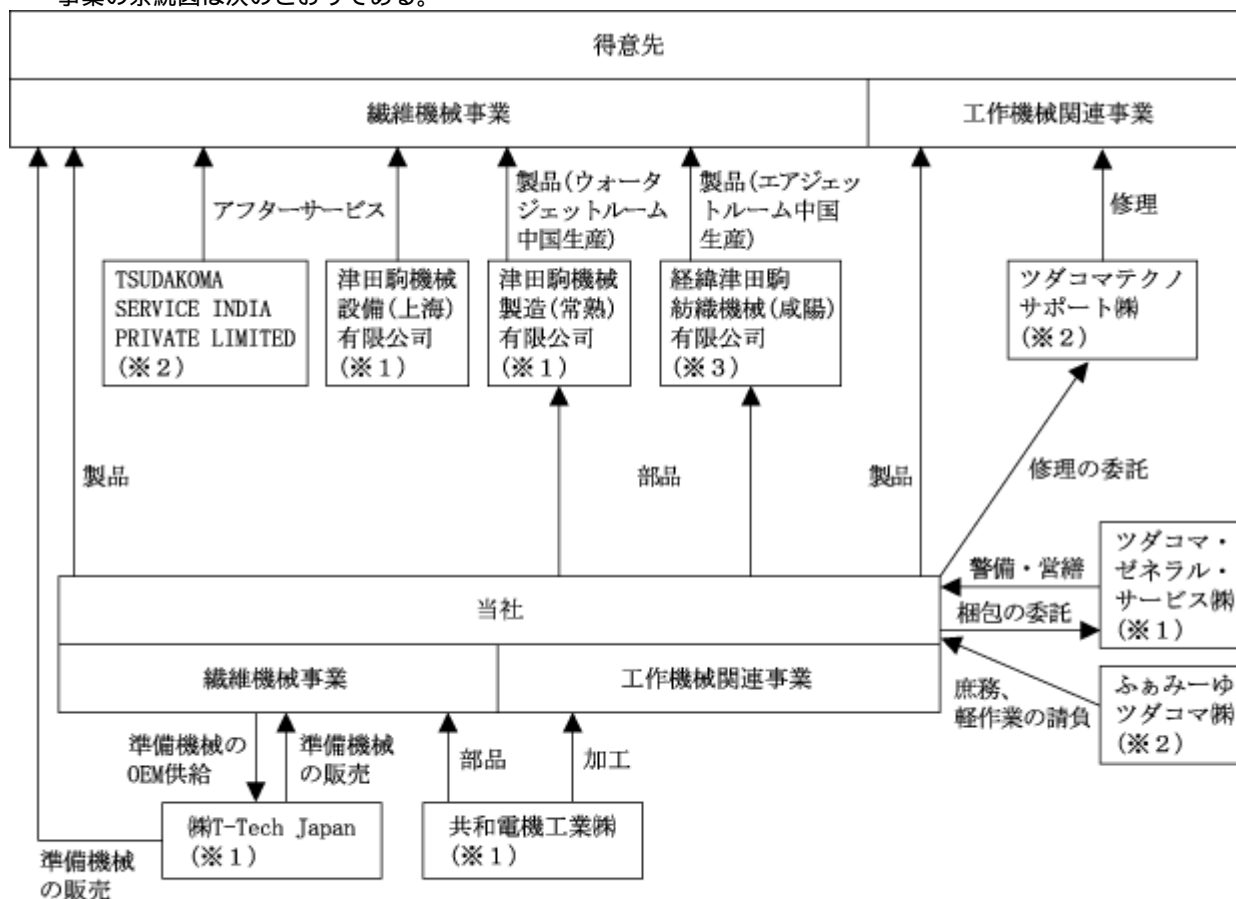 事業の系統図は次のとおりである。
得意先
繊維機械事業
工作機械関連事業
アフターサービス
製品(ウォータ
ジェットルーム
中国生産)
製品(エアジェッ
トルーム中国
生産)
修理
TSUDAKOMA
SERVICE INDIA
PRIVATE LIMITED
(※2)
津田駒機械
設備(上海)
有限公司
(※1)
津田駒機械
製造(常熟)
有限公司
(※1)
経緯津田駒
紡織機械(咸陽)
有限公司
(※3)
ツダコマテクノ
サポート㈱
(※2)
製品
部品
製品
修理の委託
当社
繊維機械事業
工作機械関連事業
警備・営繕
梱包の委託
ツダコマ・
ゼネラル・
サービス㈱
(※1)
庶務、
軽作業の請負
ふぁみーゆ
ツダコマ㈱
(※2)
準備機械の
OEM供給
準備機械
の販売
部品
加工
㈱T-Tech Japan
(※1)
共和電機工業㈱
(※1)
準備機械
の販売